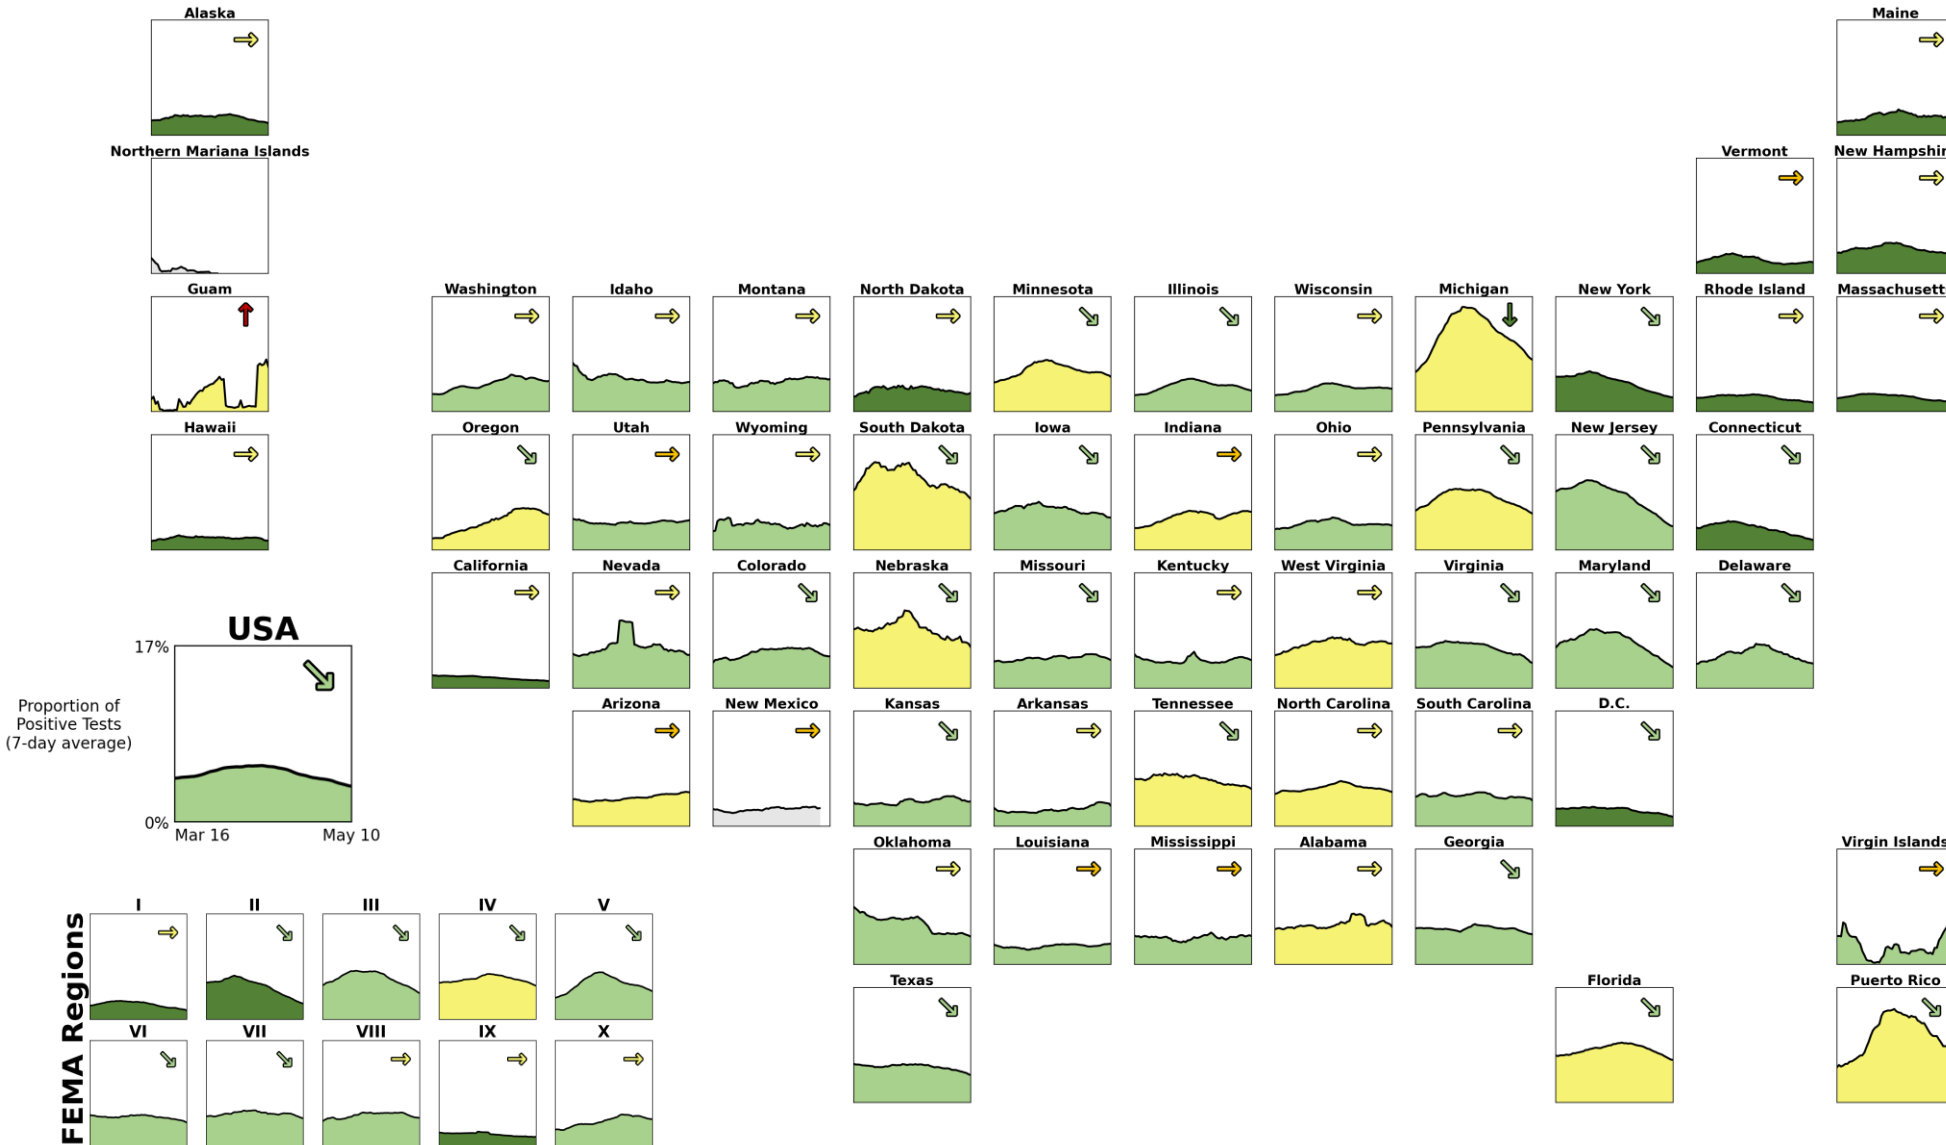 Alaska
Maine
Northern Mariana Islands
Vermont
New Hampshir
Guam
Washington
Idaho
Montana
North Dakota
Minnesota
Illinois
Wisconsin
Michigan
New York
Rhode Island
Massachusett
Hawaii
Oregon
Utah
Wyoming
South Dakota
Iowa
Indiana
Ohio
Pennsylvania
New Jersey
Connecticut
California
Nevada
Colorado
Nebraska
Missouri
Kentucky
West Virginia
Virginia
Maryland
Delaware
USA
17%
Proportion of
Positive Tests
(7-day average)
0%
Mar 16
May 10
Arizona
New Mexico
Kansas
Arkansas
Tennessee
North Carolina
South Carolina
D.C.
Oklahoma
Louisiana
Mississippi
Alabama
Georgia
Virgin Islands
Texas
Florida
Puerto Rico
FEMA Regions
I
II
III
IV
V
VI
VII
VIII
IX
X